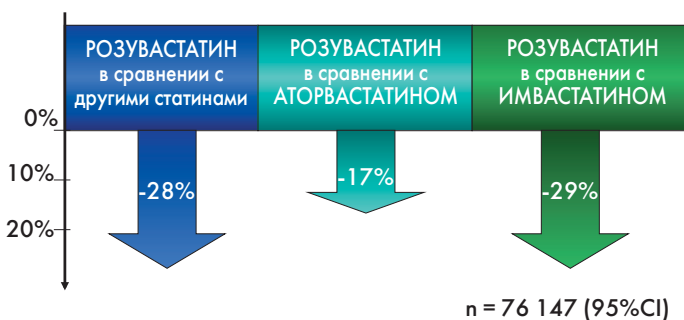 РОЗУВАСТАТИН
в сравнении с
другими статинами
РОЗУВАСТАТИН
в сравнении с
АТОРВАСТАТИНОМ
РОЗУВАСТАТИН
в сравнении с
ИМВАСТАТИНОМ
0%
10%
20%
-28%
-17%
-29%
n = 76 147 (95%CI)